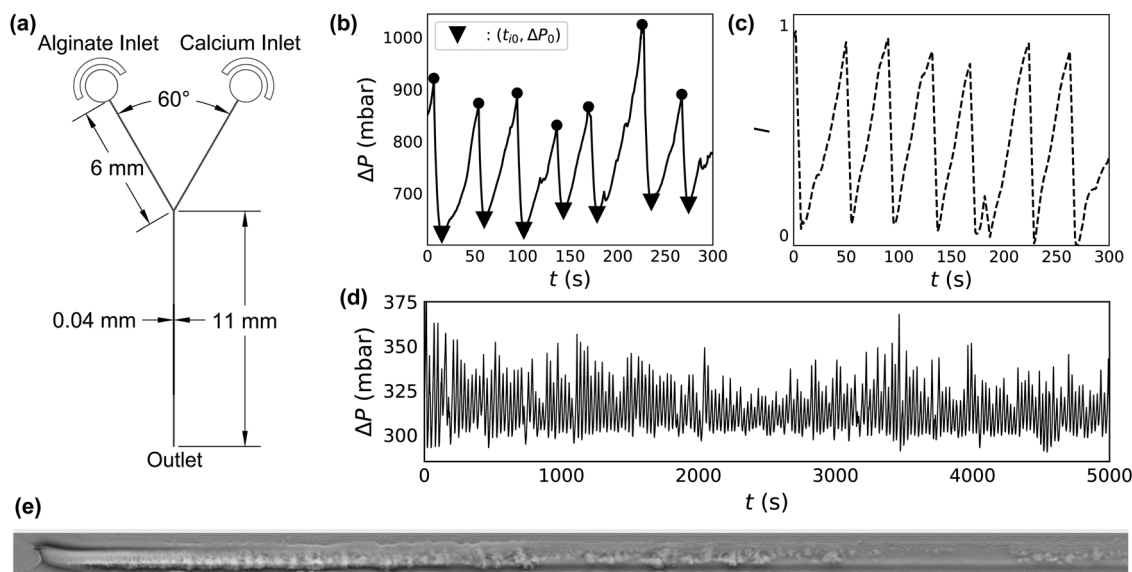 (a)
Alginate Inlet Calcium Inlet
60°
6 mm
0.04 mm 11 mm
Outlet
(b)
▼ : (t_i0, ΔP_0)
1000
900
800
700
ΔP (mbar)
0 50 100 150 200 250 300
t (s)
(c)
1
I
0
0 50 100 150 200 250 300
t (s)
(d)
375
350
325
300
ΔP (mbar)
0 1000 2000 3000 4000 5000
t (s)
(e)